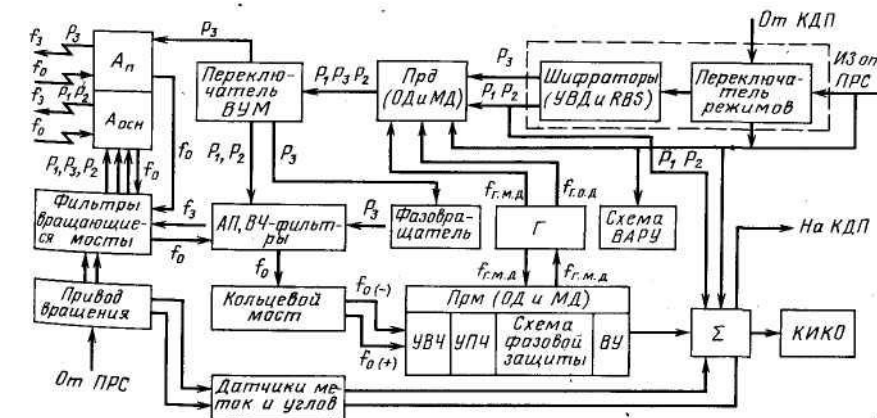 От КДП
f₃
P₃
P₃
f₀
Aп
f₃
P₁ P₂
Aосн
f₀
Переключа-
тель
ВУМ
P₁ P₃ P₂
Прд
(ОД и МД)
P₃
P₁ P₂
Шифраторы
(УВД и RBS)
Переключа-
тель
режимов
ИЗ от
ПРС
f₀
P₁, P₃, P₂
f₀
P₁, P₂
P₃
P₁ P₂
Фильтры
вращающие-
ся мосты
f₃
f₀
АП, ВЧ-фильт-
ры
P₃
Фазовра-
щатель
fг.м.д
fг.о.д
Г
Схема
ВАРУ
На КДП
f₀
fг.м.д
fг.м.д
Привод
вращения
Кольцевой
мост
f₀(-)
f₀(+)
Прм (ОД и МД)
УВЧ
УПЧ
Схема
фазовой
защиты
ВУ
Σ
КИКО
От ПРС
Датчики ме-
ток и углов